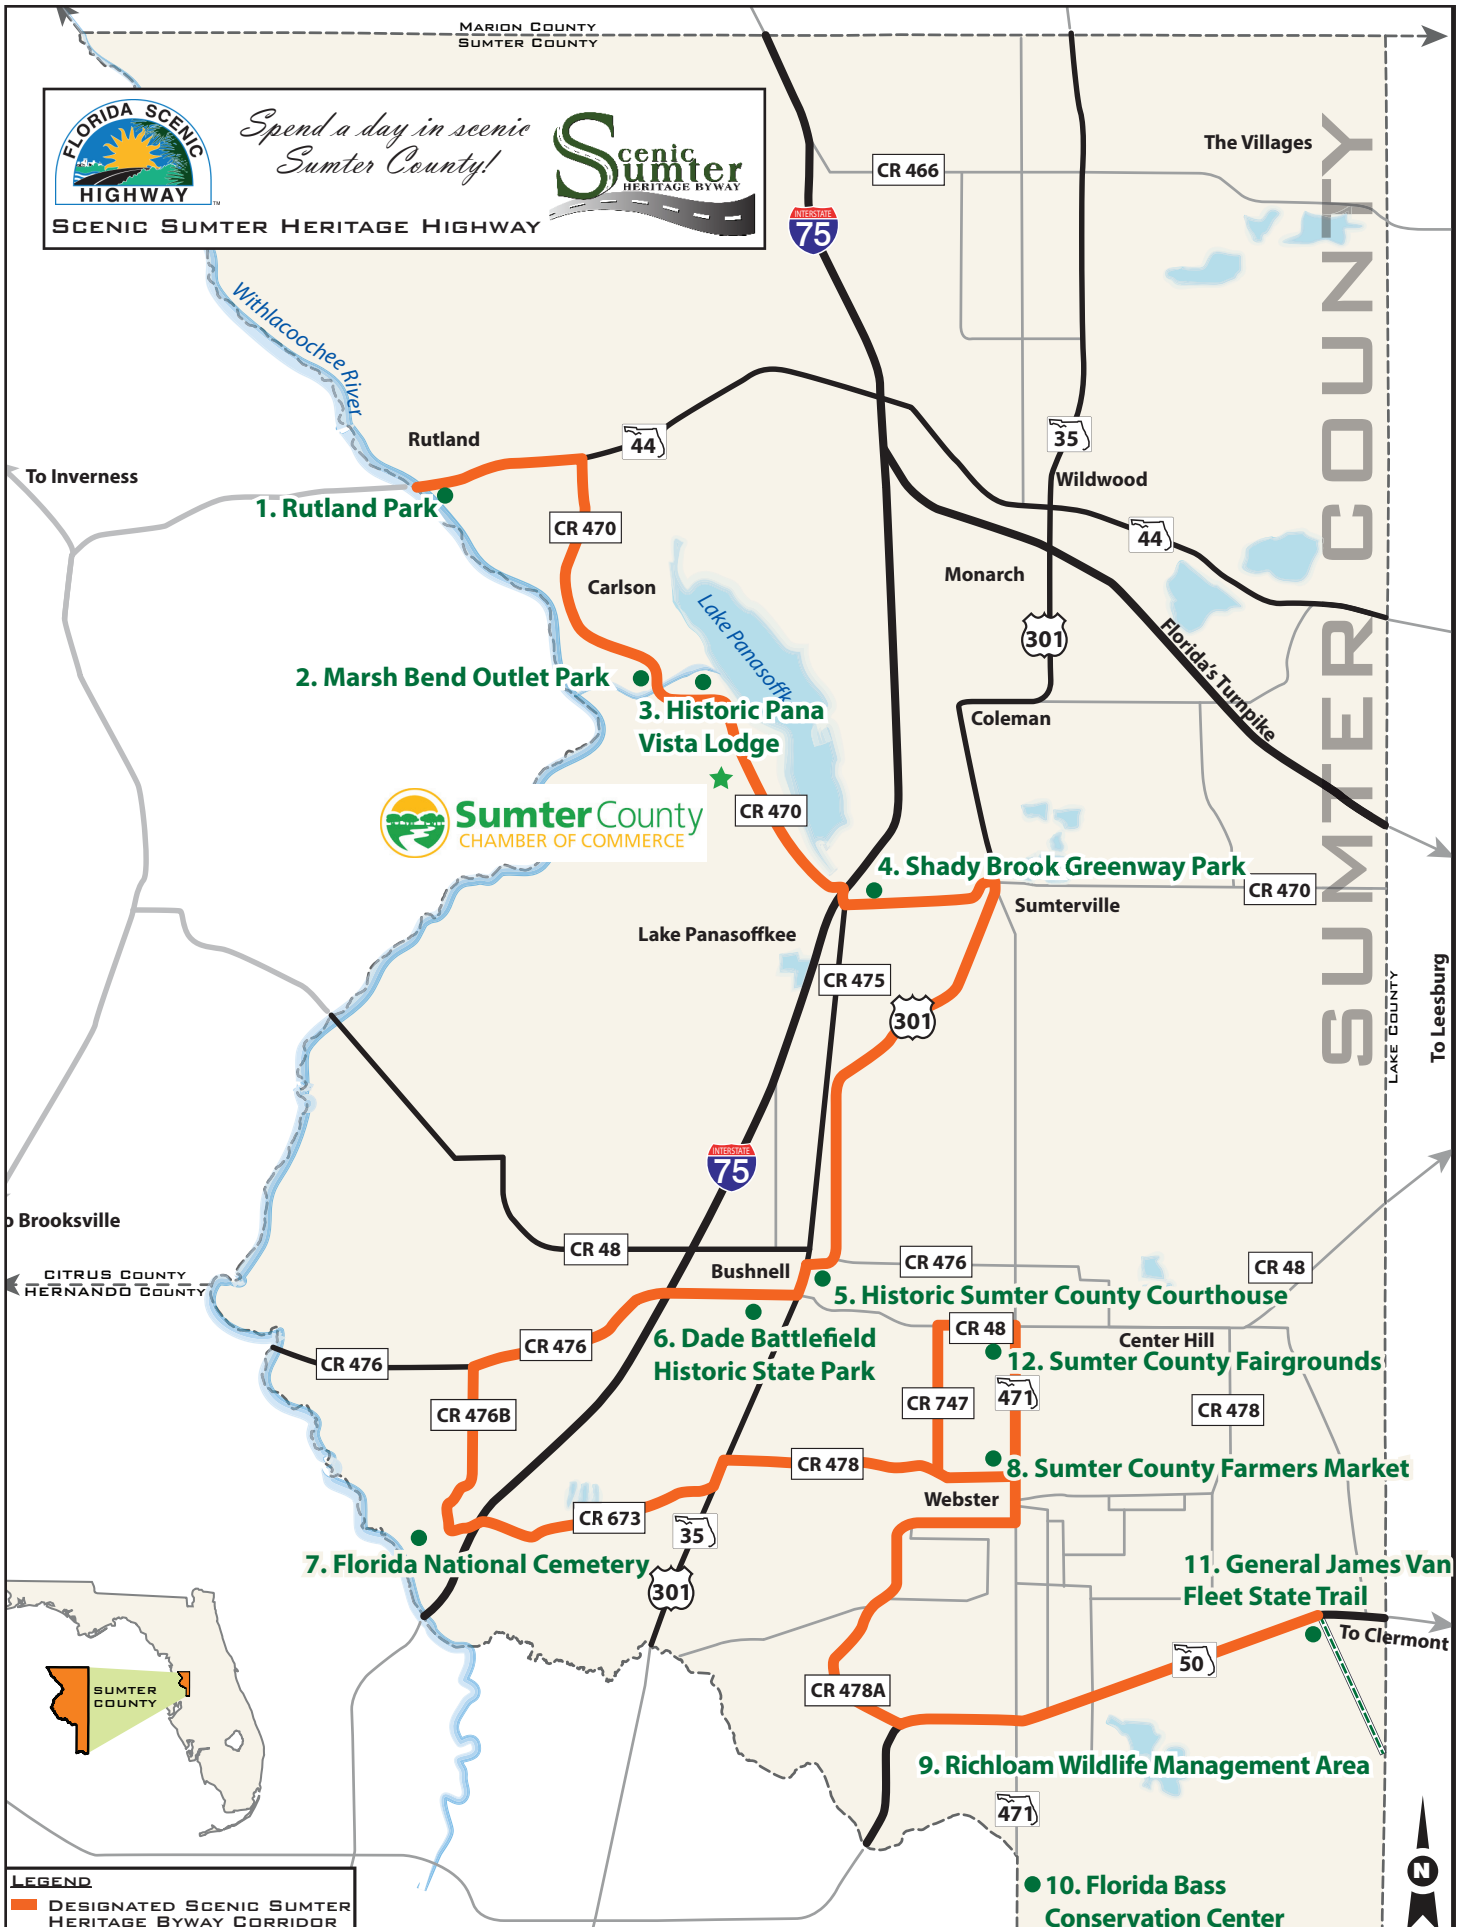 MARION COUNTY
SUMTER COUNTY
FLORIDA SCENIC
HIGHWAY
™
Spend a day in scenic
Sumter County!
Scenic
Sumter
HERITAGE BYWAY
SCENIC SUMTER HERITAGE HIGHWAY
The Villages
CR 466
INTERSTATE
75
SUMTER COUNTY
Withlacoochee River
Rutland
44
35
To Inverness
Wildwood
1. Rutland Park
CR 470
44
Carlson
Monarch
Lake Panasoffk
301
Florida's Turnpike
2. Marsh Bend Outlet Park
3. Historic Pana
Vista Lodge
Coleman
Sumter County
CHAMBER OF COMMERCE
CR 470
4. Shady Brook Greenway Park
CR 470
Sumterville
Lake Panasoffkee
CR 475
301
LAKE COUNTY
To Leesburg
INTERSTATE
75
o Brooksville
CR 48
CR 476
CR 48
Bushnell
CITRUS COUNTY
HERNANDO COUNTY
5. Historic Sumter County Courthouse
CR 48
6. Dade Battlefield
Historic State Park
Center Hill
CR 476
CR 476
12. Sumter County Fairgrounds
CR 476B
CR 747
471
CR 478
CR 478
8. Sumter County Farmers Market
Webster
CR 673
35
7. Florida National Cemetery
301
11. General James Van
Fleet State Trail
To Clermont
50
SUMTER
COUNTY
CR 478A
9. Richloam Wildlife Management Area
471
N
LEGEND
DESIGNATED SCENIC SUMTER
HERITAGE BYWAY CORRIDOR
10. Florida Bass
Conservation Center